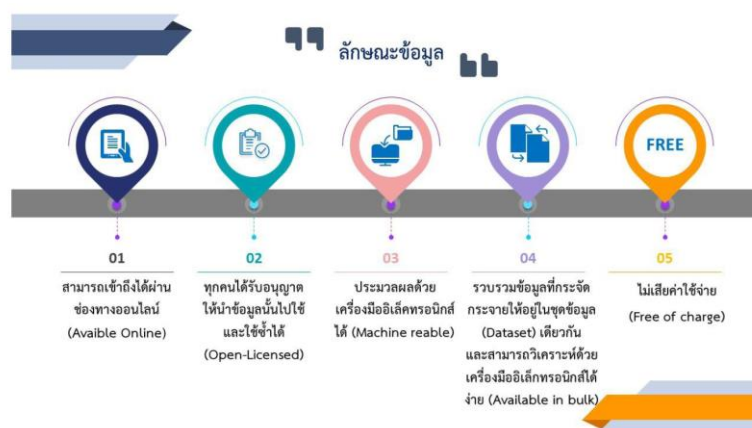 ลักษณะข้อมูล
FREE
01
สามารถเข้าถึงได้ผ่าน
ช่องทางออนไลน์
(Avaible Online)
02
ทุกคนได้รับอนุญาต
ให้นำข้อมูลนั้นไปใช้
และใช้ซ้ำได้
(Open-Licensed)
03
ประมวลผลด้วย
เครื่องมืออิเล็คทรอนิกส์
ได้ (Machine reable)
04
รวบรวมข้อมูลที่กระจัด
กระจายให้อยู่ในชุดข้อมูล
(Dataset) เดียวกัน
และสามารถวิเคราะห์ด้วย
เครื่องมืออิเล็กทรอนิกส์ได้
ง่าย (Available in bulk)
05
ไม่เสียค่าใช้จ่าย
(Free of charge)